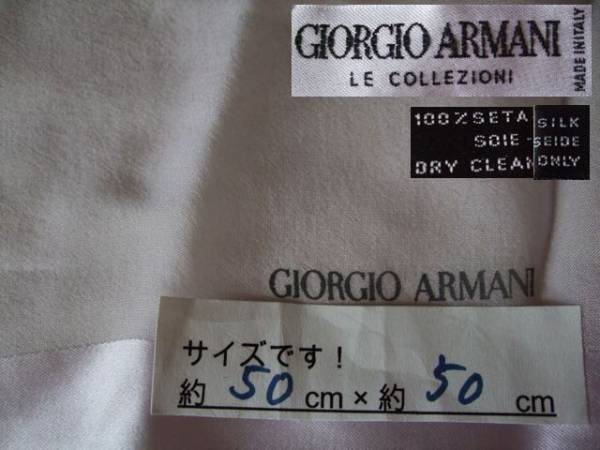 GIORGIO ARMANI
LE COLLEZIONI
MADE IN ITALY
100%SETA SILK
SOIE-SEIDE
DRY CLEAN ONLY
GIORGIO ARMANI
サイズです！
約 50 cm × 約 50 cm